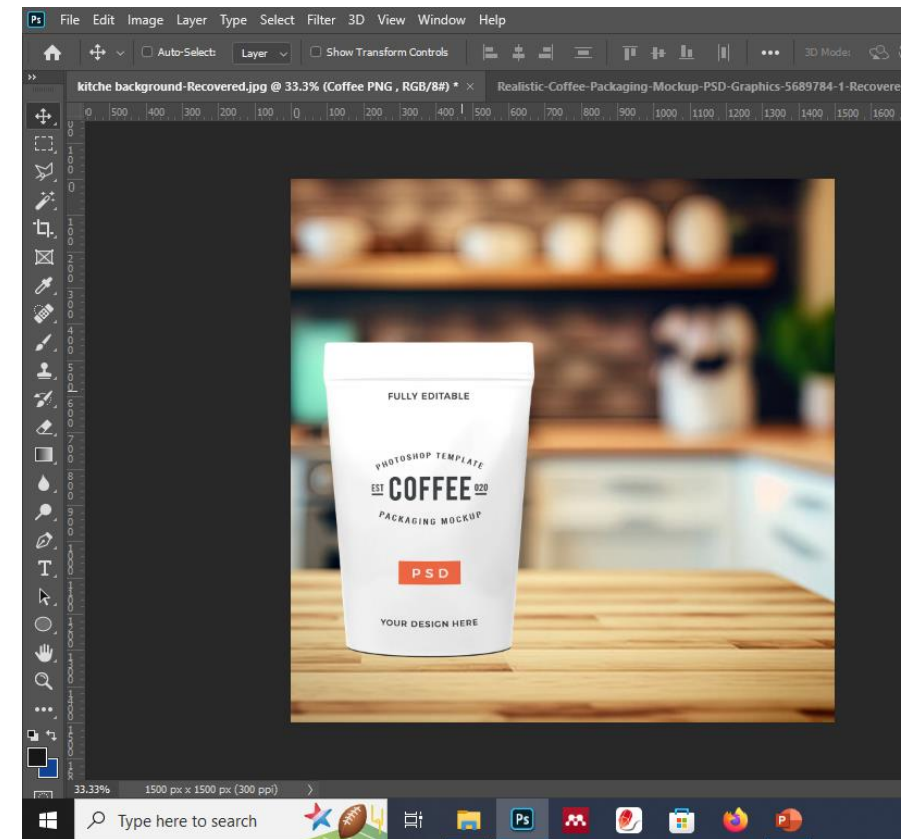 Ps File Edit Image Layer Type Select Filter 3D View Window Help
Auto-Select: Layer Show Transform Controls 3D Mode:
kitche background-Recovered.jpg @ 33.3% (Coffee PNG , RGB/8#) * × Realistic-Coffee-Packaging-Mockup-PSD-Graphics-5689784-1-Recovere
0 500 400 300 200 100 0 100 200 300 400 500 600 700 800 900 1000 1100 1200 1300 1400 1500 1600
FULLY EDITABLE
PHOTOSHOP TEMPLATE
EST COFFEE 020
PACKAGING MOCKUP
PSD
YOUR DESIGN HERE
33.33% 1500 px x 1500 px (300 ppi)
Type here to search